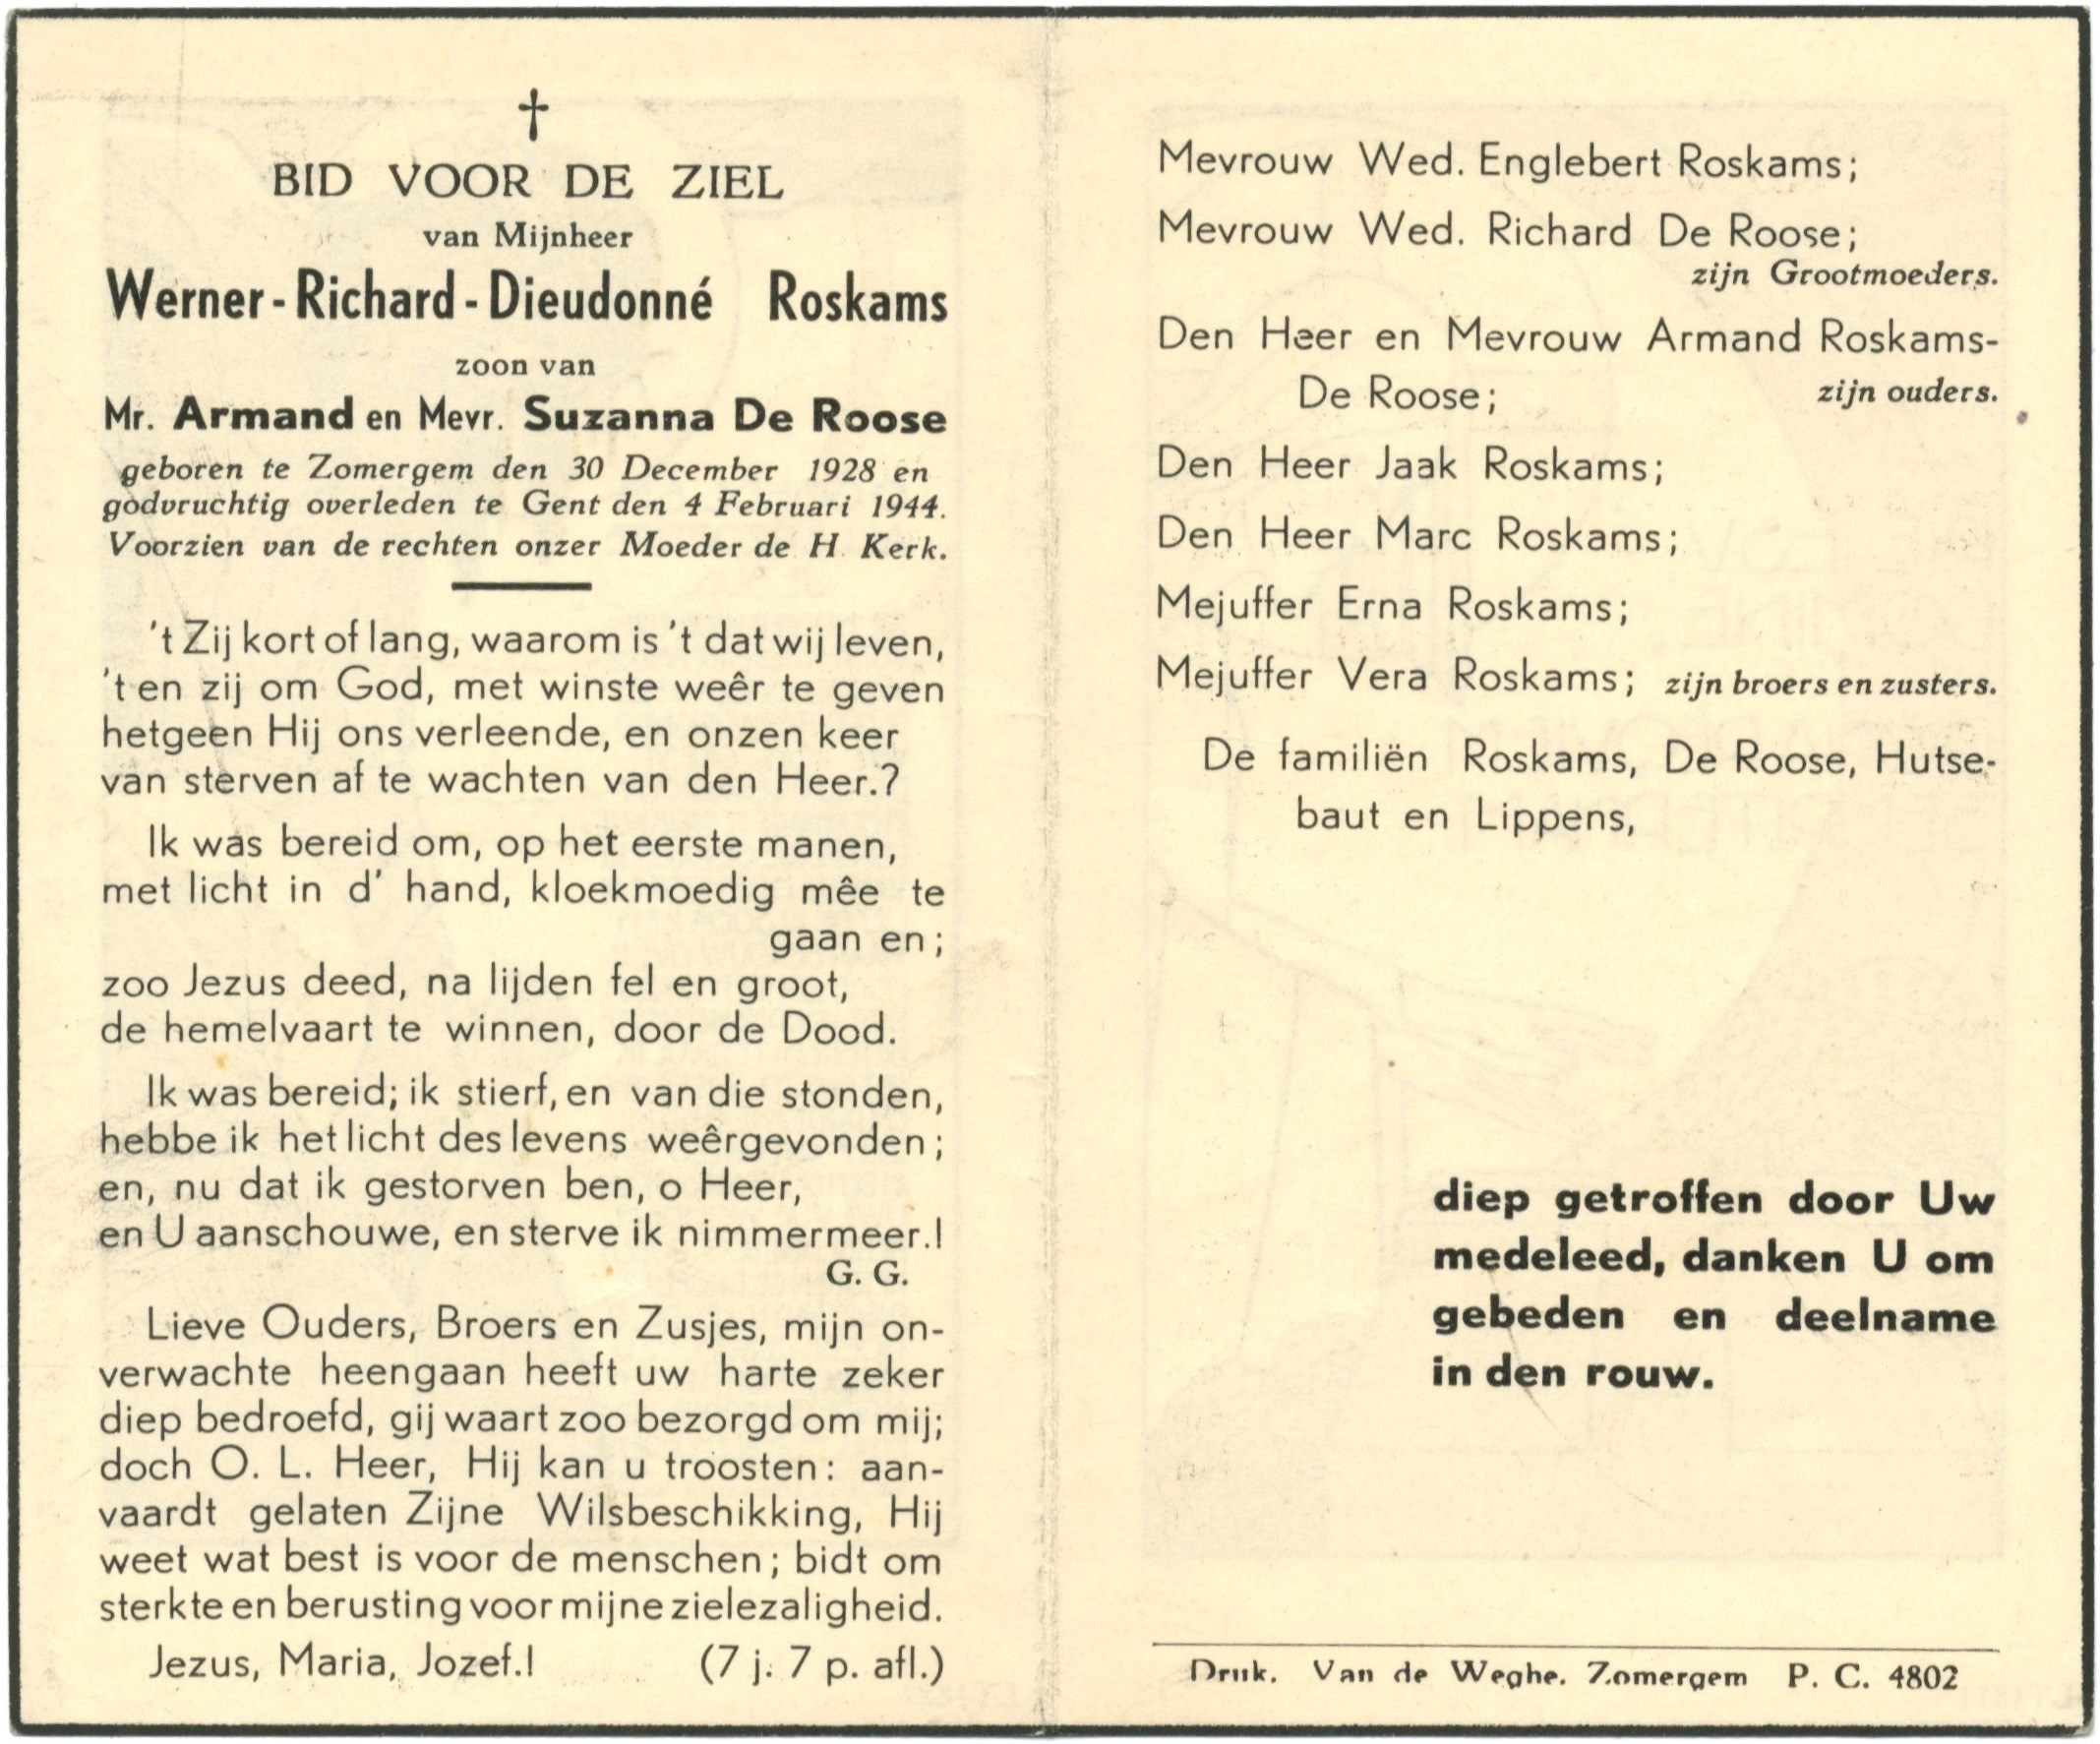 †
BID VOOR DE ZIEL
van Mijnheer
Werner-Richard-Dieudonné Roskams
zoon van
Mr. Armand en Mevr. Suzanna De Roose
geboren te Zomergem den 30 December 1928 en
godvruchtig overleden te Gent den 4 Februari 1944.
Voorzien van de rechten onzer Moeder de H. Kerk.
't Zij kort of lang, waarom is 't dat wij leven,
't en zij om God, met winste weêr te geven
hetgeen Hij ons verleende, en onzen keer
van sterven af te wachten van den Heer.?
Ik was bereid om, op het eerste manen,
met licht in d' hand, kloekmoedig mêe te
gaan en;
zoo Jezus deed, na lijden fel en groot,
de hemelvaart te winnen, door de Dood.
Ik was bereid; ik stierf, en van die stonden,
hebbe ik het licht des levens weêrgevonden;
en, nu dat ik gestorven ben, o Heer,
en U aanschouwe, en sterve ik nimmermeer.!
G. G.
Lieve Ouders, Broers en Zusjes, mijn on-
verwachte heengaan heeft uw harte zeker
diep bedroefd, gij waart zoo bezorgd om mij;
doch O. L. Heer, Hij kan u troosten: aan-
vaardt gelaten Zijne Wilsbeschikking, Hij
weet wat best is voor de menschen; bidt om
sterkte en berusting voor mijne zielezaligheid.
Jezus, Maria, Jozef.! (7 j. 7 p. afl.)
Mevrouw Wed. Englebert Roskams;
Mevrouw Wed. Richard De Roose;
zijn Grootmoeders.
Den Heer en Mevrouw Armand Roskams-
De Roose; zijn ouders.
Den Heer Jaak Roskams;
Den Heer Marc Roskams;
Mejuffer Erna Roskams;
Mejuffer Vera Roskams; zijn broers en zusters.
De familiën Roskams, De Roose, Hutse-
baut en Lippens,
diep getroffen door Uw
medeleed, danken U om
gebeden en deelname
in den rouw.
Druk. Van de Weghe. Zomergem P. C. 4802